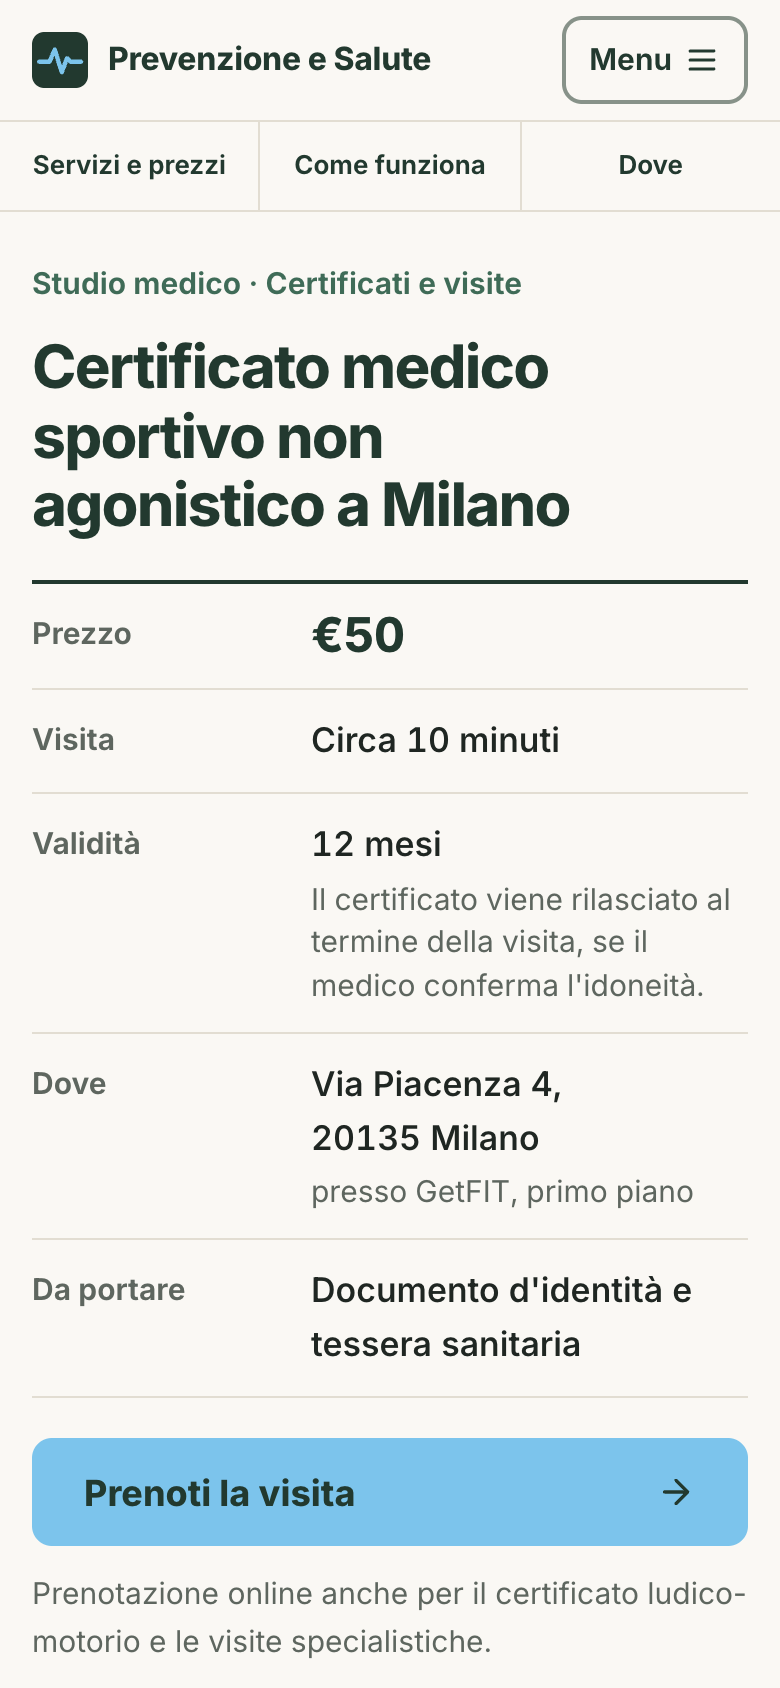 Prevenzione e Salute
Menu
Servizi e prezzi
Come funziona
Dove
Studio medico · Certificati e visite
Certificato medico
sportivo non
agonistico a Milano
Prezzo
€50
Visita
Circa 10 minuti
Validità
12 mesi
Il certificato viene rilasciato al
termine della visita, se il
medico conferma l'idoneità.
Dove
Via Piacenza 4,
20135 Milano
presso GetFIT, primo piano
Da portare
Documento d'identità e
tessera sanitaria
Prenoti la visita
Prenotazione online anche per il certificato ludico-
motorio e le visite specialistiche.